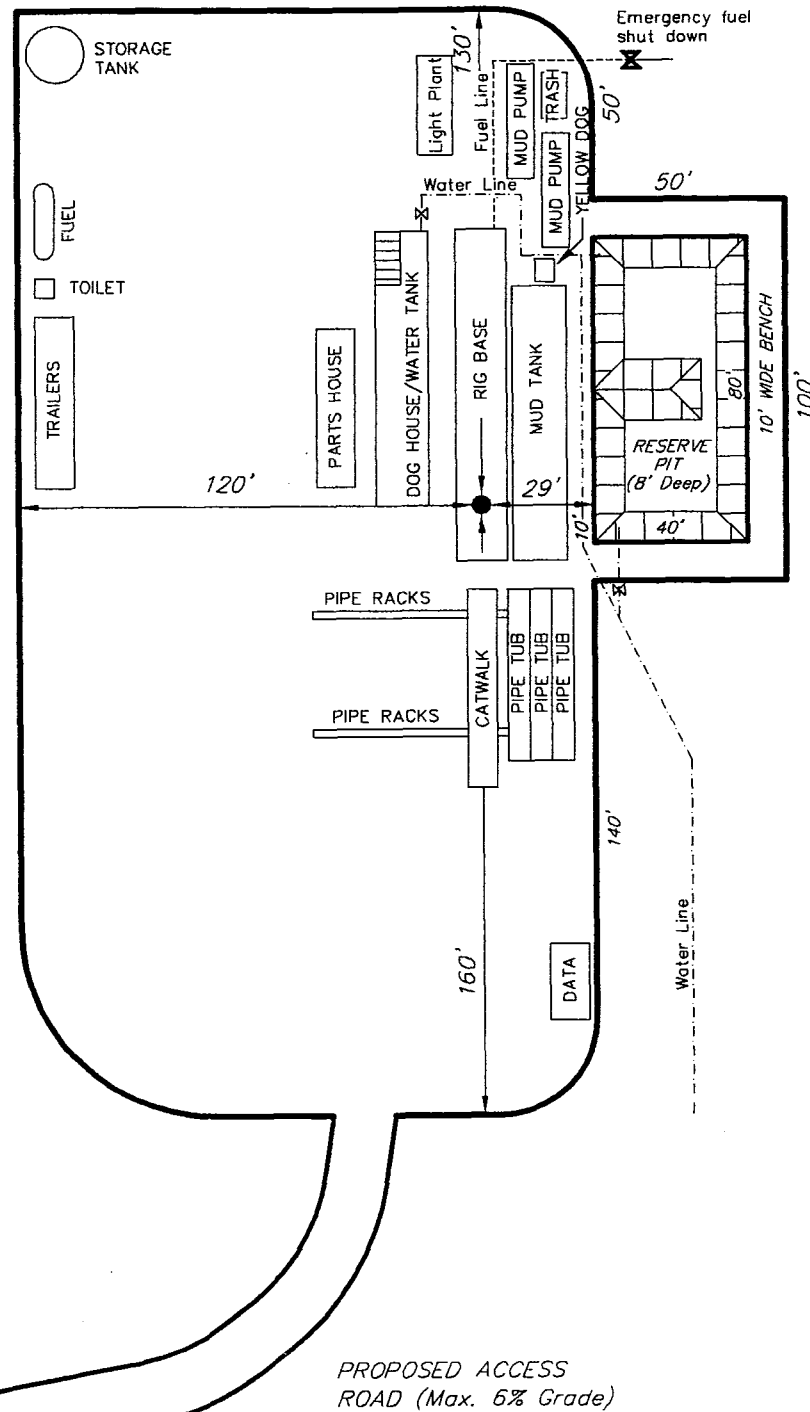 Emergency fuel
shut down
STORAGE
TANK
130'
Light Plant
Fuel Line
MUD PUMP
TRASH
50'
MUD PUMP
YELLOW DOG
Water Line
50'
FUEL
TOILET
TRAILERS
PARTS HOUSE
DOG HOUSE/WATER TANK
RIG BASE
MUD TANK
80'
10' WIDE BENCH
100'
RESERVE
PIT
(8' Deep)
120'
29'
10'
40'
PIPE RACKS
CATWALK
PIPE TUB
PIPE TUB
PIPE TUB
PIPE RACKS
140'
160'
DATA
Water Line
PROPOSED ACCESS
ROAD (Max. 6% Grade)